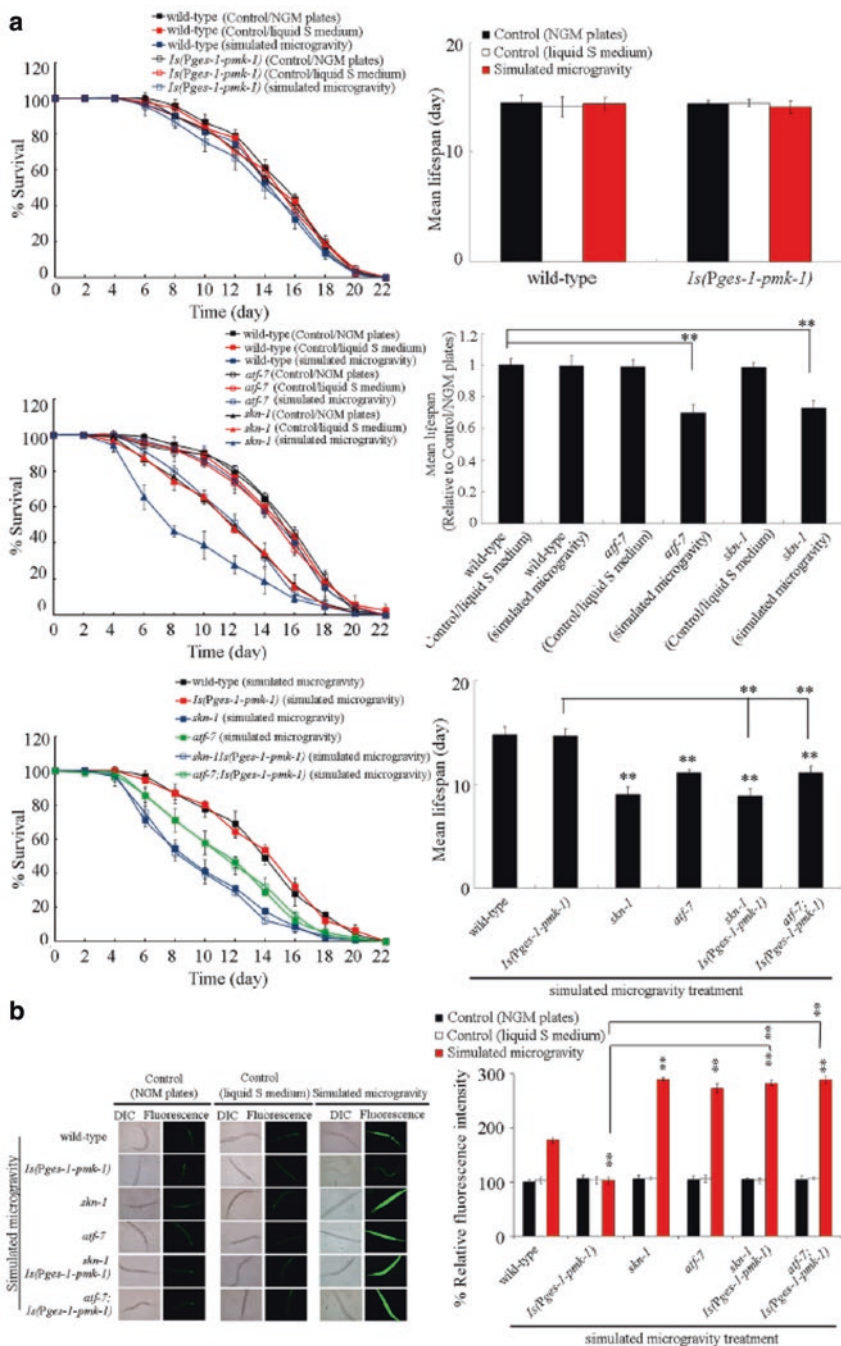 a
wild-type (Control/NGM plates)
wild-type (Control/liquid S medium)
wild-type (simulated microgravity)
Is(Pges-1-pmk-1) (Control/NGM plates)
Is(Pges-1-pmk-1) (Control/liquid S medium)
Is(Pges-1-pmk-1) (simulated microgravity)
120
100
80
60
40
20
0
% Survival
0 2 4 6 8 10 12 14 16 18 20 22
Time (day)
Control (NGM plates)
Control (liquid S medium)
Simulated microgravity
20
10
0
Mean lifespan (day)
wild-type
Is(Pges-1-pmk-1)
wild-type (Control/NGM plates)
wild-type (Control/liquid S medium)
wild-type (simulated microgravity)
atf-7 (Control/NGM plates)
atf-7 (Control/liquid S medium)
atf-7 (simulated microgravity)
skn-1 (Control/NGM plates)
skn-1 (Control/liquid S medium)
skn-1 (simulated microgravity)
120
100
80
60
40
20
0
% Survival
0 2 4 6 8 10 12 14 16 18 20 22
Time (day)
1.2
1
0.8
0.6
0.4
0.2
0
Mean lifespan
(Relative to Control/NGM plates)
** **
wild-type
Control/liquid S medium)
wild-type
(simulated microgravity)
atf-7
(Control/liquid S medium)
atf-7
(simulated microgravity)
skn-1
(Control/liquid S medium)
skn-1
(simulated microgravity)
wild-type (simulated microgravity)
Is(Pges-1-pmk-1) (simulated microgravity)
skn-1 (simulated microgravity)
atf-7 (simulated microgravity)
skn-1Is(Pges-1-pmk-1) (simulated microgravity)
atf-7;Is(Pges-1-pmk-1) (simulated microgravity)
120
100
80
60
40
20
0
% Survival
0 2 4 6 8 10 12 14 16 18 20 22
Time (day)
20
10
0
Mean lifespan (day)
** **
** ** ** **
wild-type
Is(Pges-1-pmk-1)
skn-1
atf-7
skn-1
Is(Pges-1-pmk-1)
atf-7;
Is(Pges-1-pmk-1)
simulated microgravity treatment
b
Control
(NGM plates)
Control
(liquid S medium)
Simulated microgravity
DIC Fluorescence DIC Fluorescence DIC Fluorescence
Simulated microgravity
wild-type
Is(Pges-1-pmk-1)
skn-1
atf-7
skn-1
Is(Pges-1-pmk-1)
atf-7;
Is(Pges-1-pmk-1)
Control (NGM plates)
Control (liquid S medium)
Simulated microgravity
300
200
100
0
% Relative fluorescence intensity
** ** ** ** ** ** **
wild-type
Is(Pges-1-pmk-1)
skn-1
atf-7
skn-1
Is(Pges-1-pmk-1)
atf-7;
Is(Pges-1-pmk-1)
simulated microgravity treatment